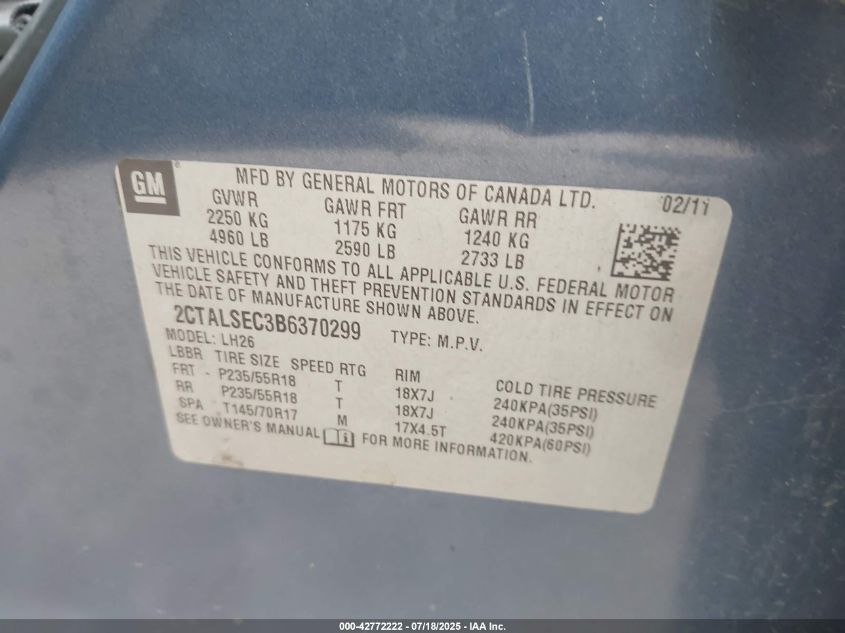 GM
MFD BY GENERAL MOTORS OF CANADA LTD. 02/11
GVWR GAWR FRT GAWR RR
2250 KG 1175 KG 1240 KG
4960 LB 2590 LB 2733 LB
THIS VEHICLE CONFORMS TO ALL APPLICABLE U.S. FEDERAL MOTOR
VEHICLE SAFETY AND THEFT PREVENTION STANDARDS IN EFFECT ON
THE DATE OF MANUFACTURE SHOWN ABOVE.
2CTALSEC3B6370299 TYPE: M.P.V.
MODEL: LH26
LBBR TIRE SIZE SPEED RTG RIM COLD TIRE PRESSURE
FRT - P235/55R18 T 18X7J 240KPA(35PSI)
RR P235/55R18 T 18X7J 240KPA(35PSI)
SPA - T145/70R17 M 17X4.5T 420KPA(60PSI)
SEE OWNER'S MANUAL FOR MORE INFORMATION.
000-42772222 - 07/18/2025 - IAA Inc.